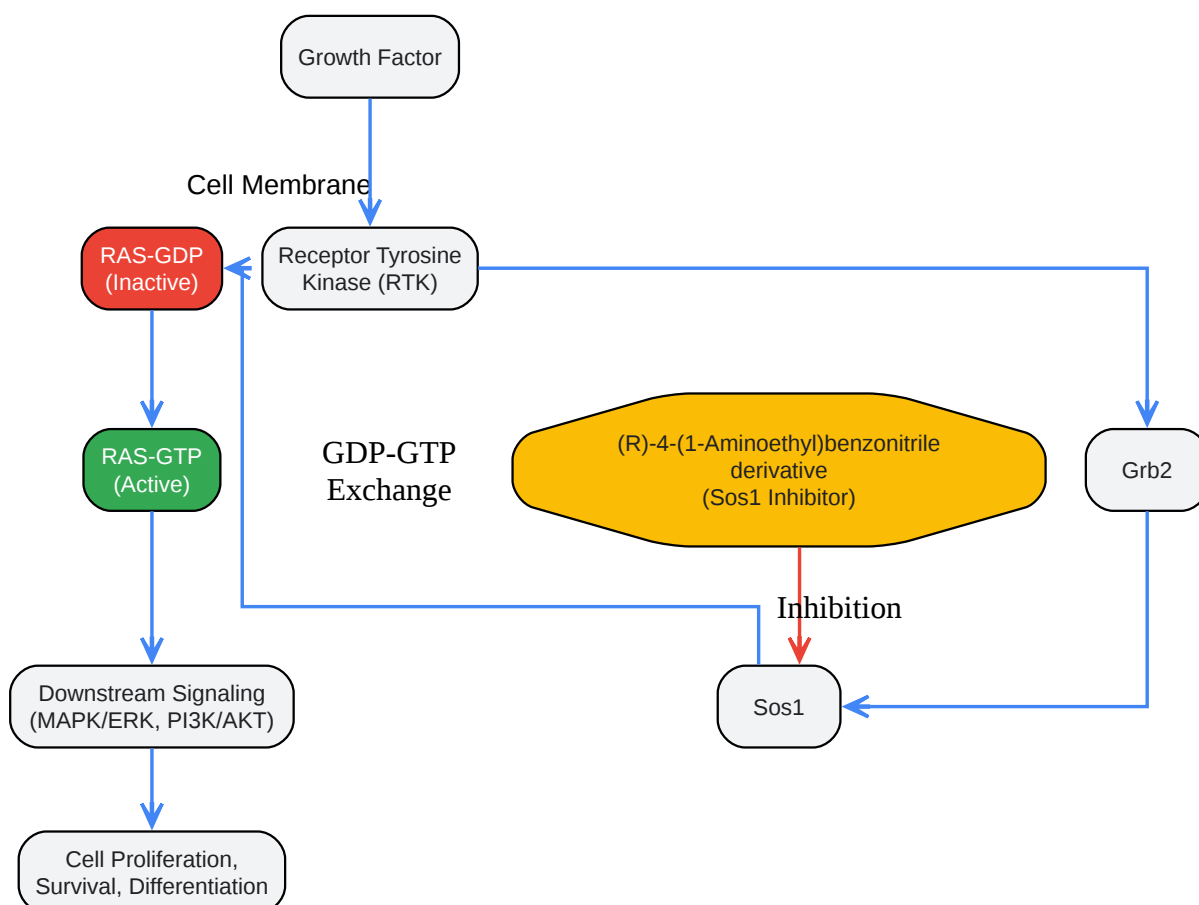 Growth Factor
Cell Membrane
RAS-GDP
(Inactive)
Receptor Tyrosine
Kinase (RTK)
RAS-GTP
(Active)
GDP-GTP
Exchange
(R)-4-(1-Aminoethyl)benzonitrile
derivative
(Sos1 Inhibitor)
Grb2
Inhibition
Downstream Signaling
(MAPK/ERK, PI3K/AKT)
Sos1
Cell Proliferation,
Survival, Differentiation